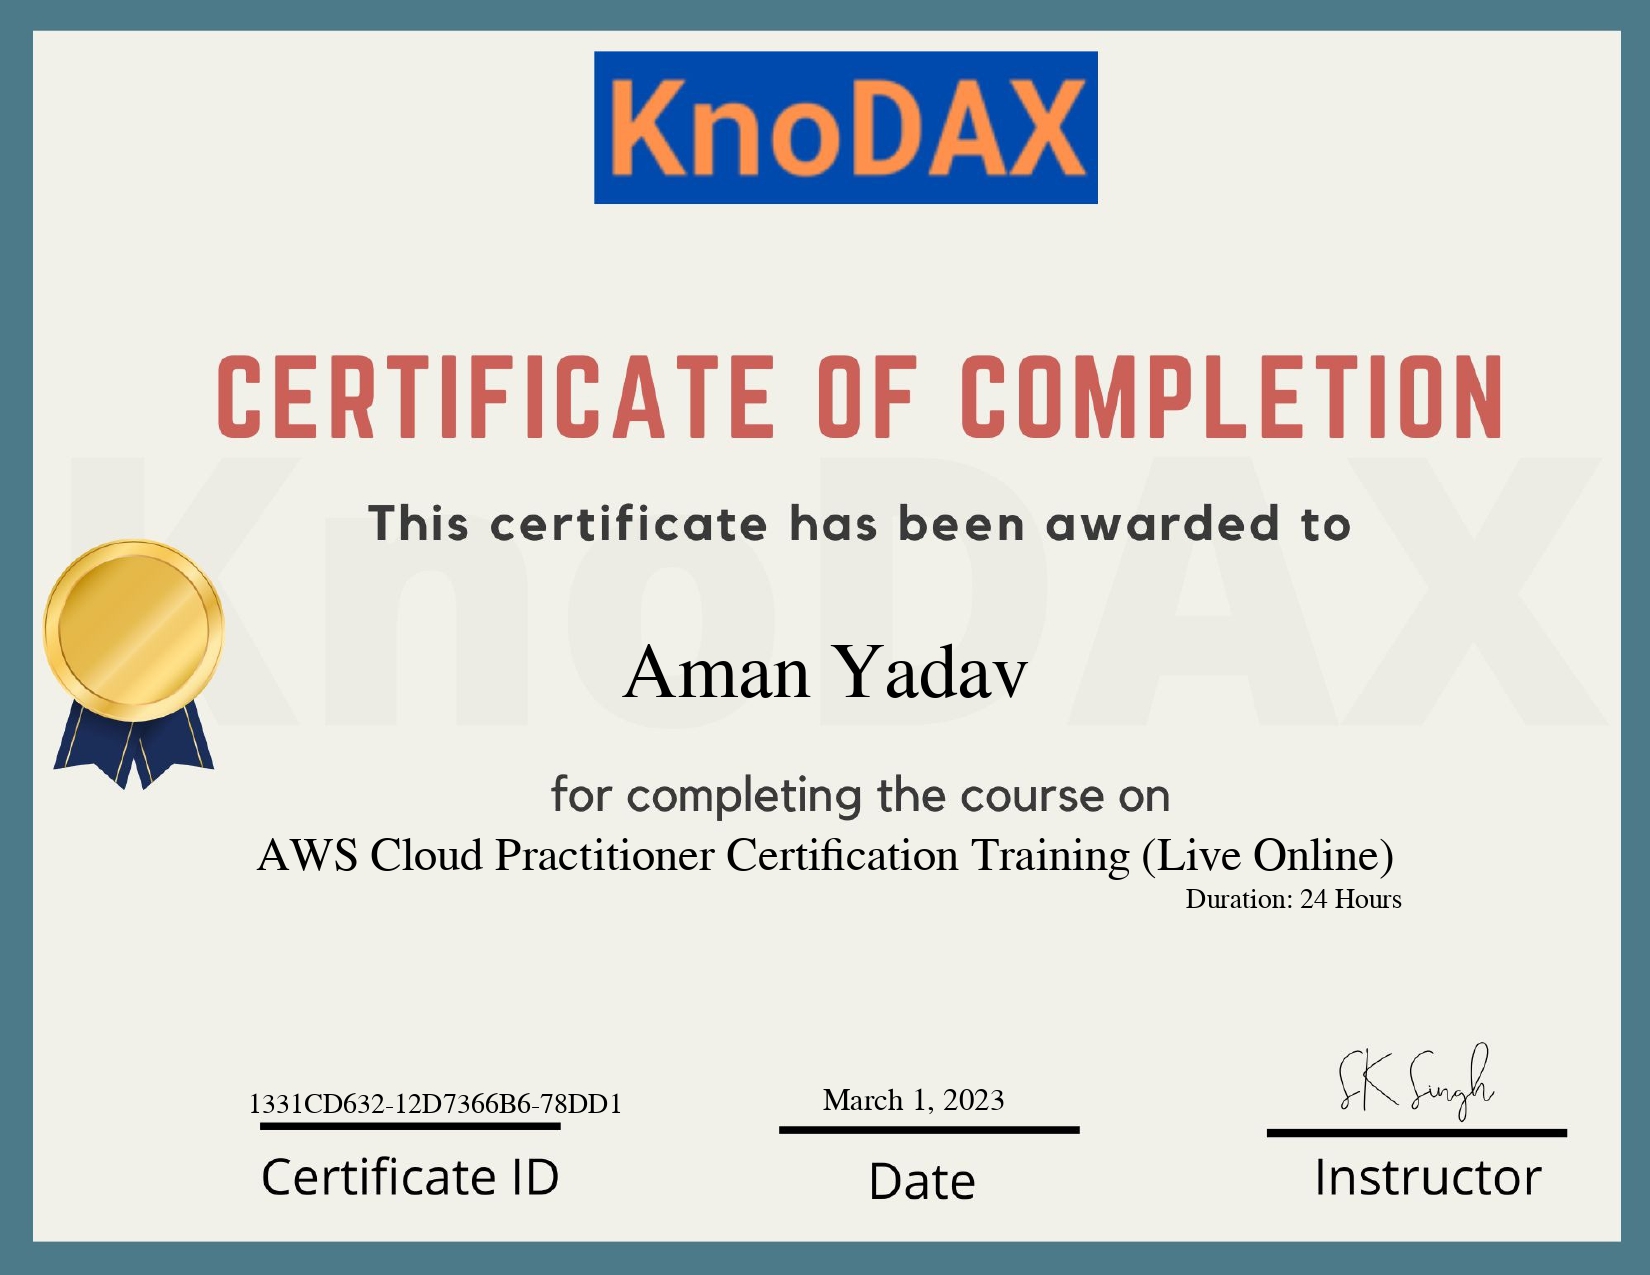 KnoDAX
CERTIFICATE OF COMPLETION
KnoDAX
This certificate has been awarded to
Aman Yadav
for completing the course on
AWS Cloud Practitioner Certification Training (Live Online)
Duration: 24 Hours
1331CD632-12D7366B6-78DD1
Certificate ID
March 1, 2023
Date
SK Singh
Instructor